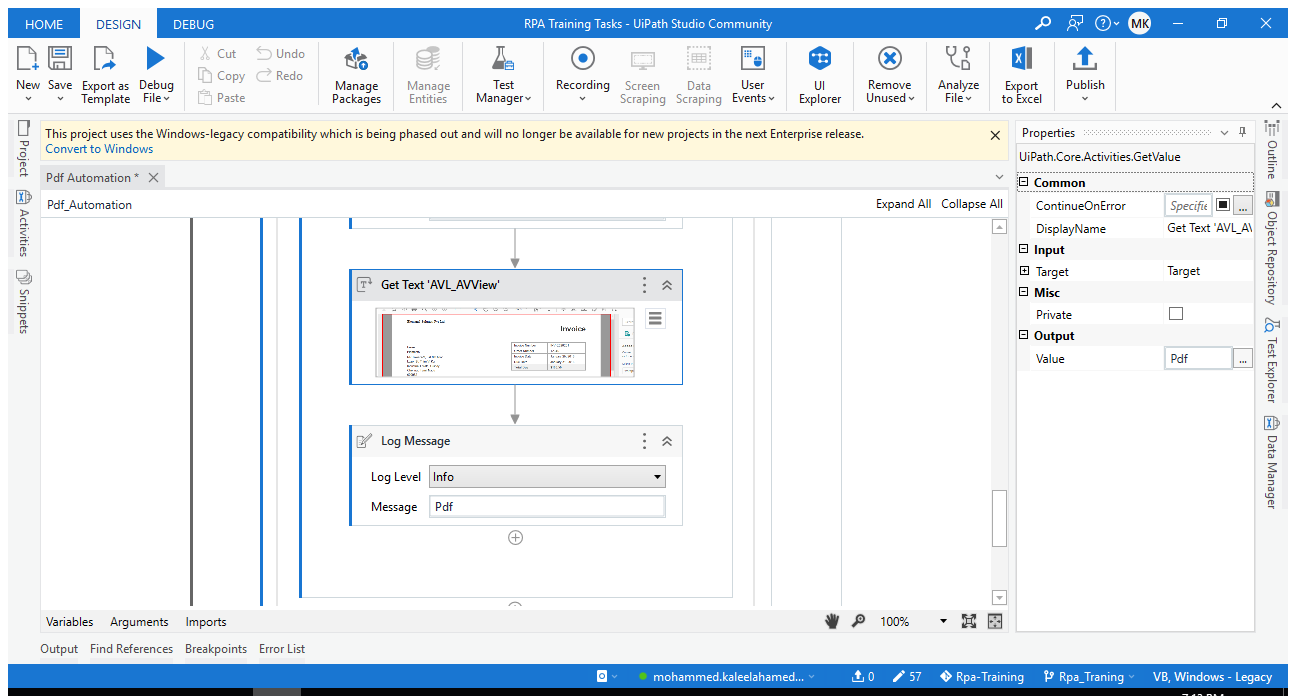 HOME DESIGN DEBUG RPA Training Tasks - UiPath Studio Community MK
New Save Export as Template Debug File Cut Copy Paste Undo Redo Manage Packages Manage Entities Test Manager Recording Screen Scraping Data Scraping User Events UI Explorer Remove Unused Analyze File Export to Excel Publish
This project uses the Windows-legacy compatibility which is being phased out and will no longer be available for new projects in the next Enterprise release.
Convert to Windows
Project
Activities
Snippets
Pdf Automation *
Pdf_Automation Expand All Collapse All
Get Text 'AVL_AVView'
Invoice
Log Message
Log Level Info
Message Pdf
Variables Arguments Imports 100%
Output Find References Breakpoints Error List
Properties
UiPath.Core.Activities.GetValue
Common
ContinueOnError Specifie ...
DisplayName Get Text 'AVL_AV
Input
Target Target
Misc
Private
Output
Value Pdf ...
Outline
Object Repository
Test Explorer
Data Manager
mohammed.kaleelahamed... 0 57 Rpa-Training Rpa_Traning VB, Windows - Legacy